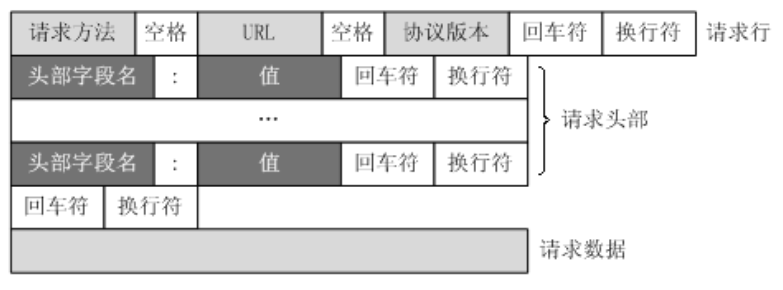 请求方法 空格 URL 空格 协议版本 回车符 换行符 请求行
头部字段名 : 值 回车符 换行符
… 请求头部
头部字段名 : 值 回车符 换行符
回车符 换行符
请求数据